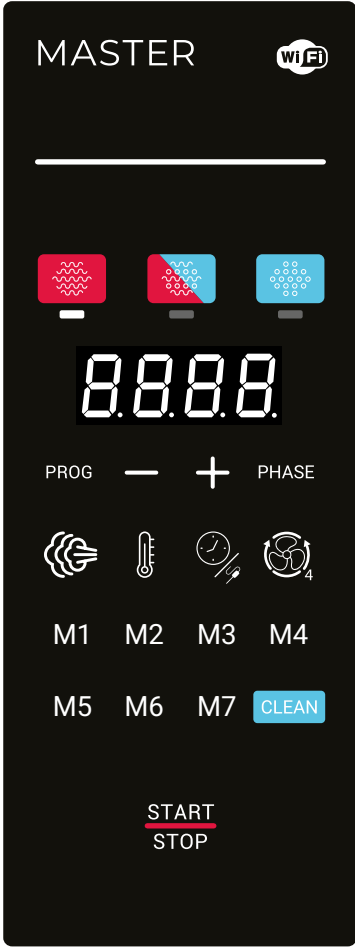 MASTER WiFi
8.8.8.8.
PROG − + PHASE
4
M1 M2 M3 M4
M5 M6 M7 CLEAN
START
STOP